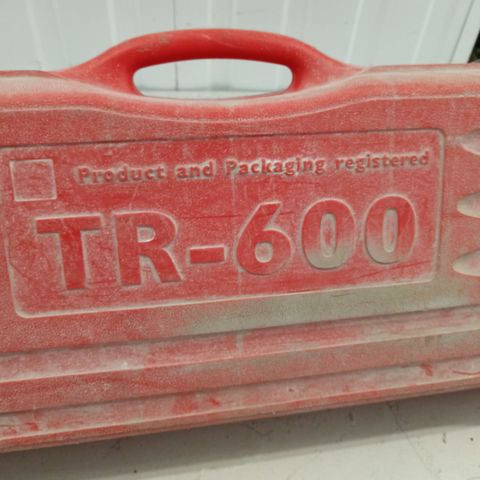 Product and Packaging registered
TR-600